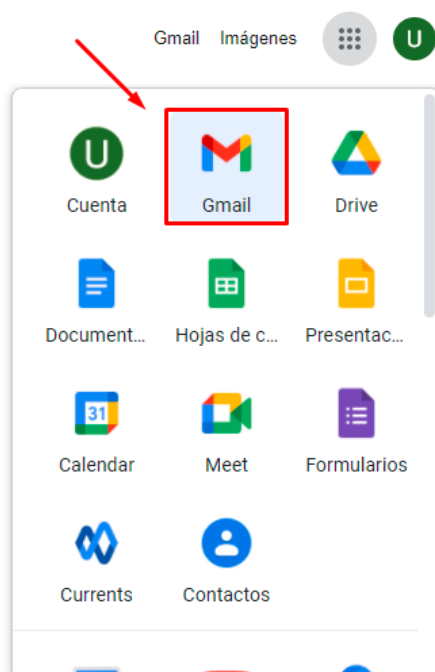 Gmail Imágenes U
U
Cuenta Gmail Drive
Document... Hojas de c... Presentac...
31
Calendar Meet Formularios
Currents Contactos